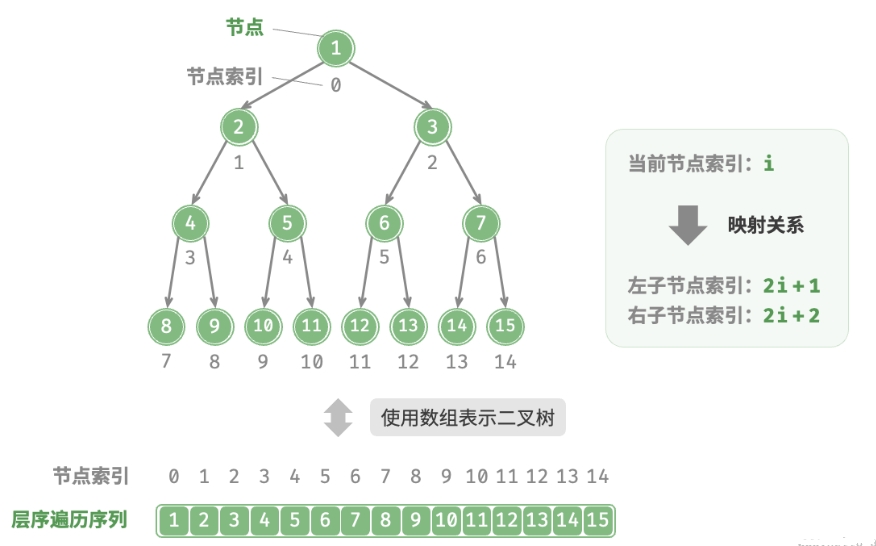 节点
1
节点索引
0
2 3
1 2
当前节点索引：i
映射关系
4 5 6 7
3 4 5 6
左子节点索引：2i+1
右子节点索引：2i+2
8 9 10 11 12 13 14 15
7 8 9 10 11 12 13 14
使用数组表示二叉树
节点索引 0 1 2 3 4 5 6 7 8 9 10 11 12 13 14
层序遍历序列 1 2 3 4 5 6 7 8 9 10 11 12 13 14 15